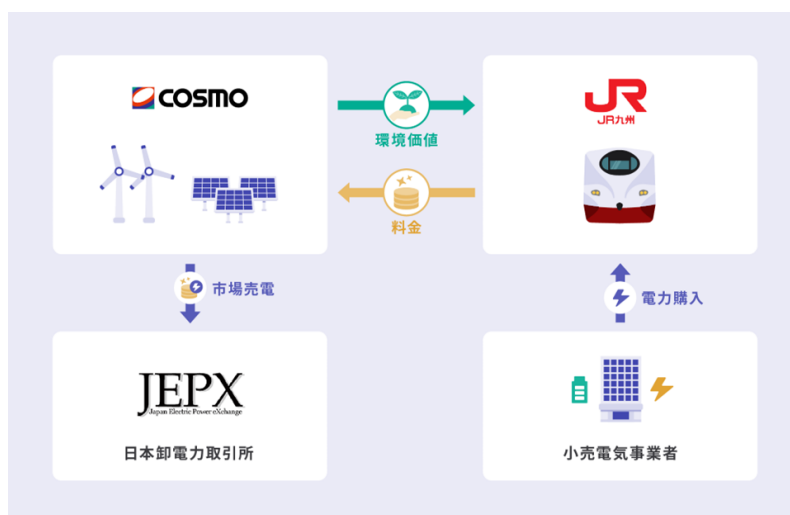 COSMO
環境価値
料金
JR
JR九州
市場売電
電力購入
JEPX
Japan Electric Power eXchange
日本卸電力取引所
小売電気事業者